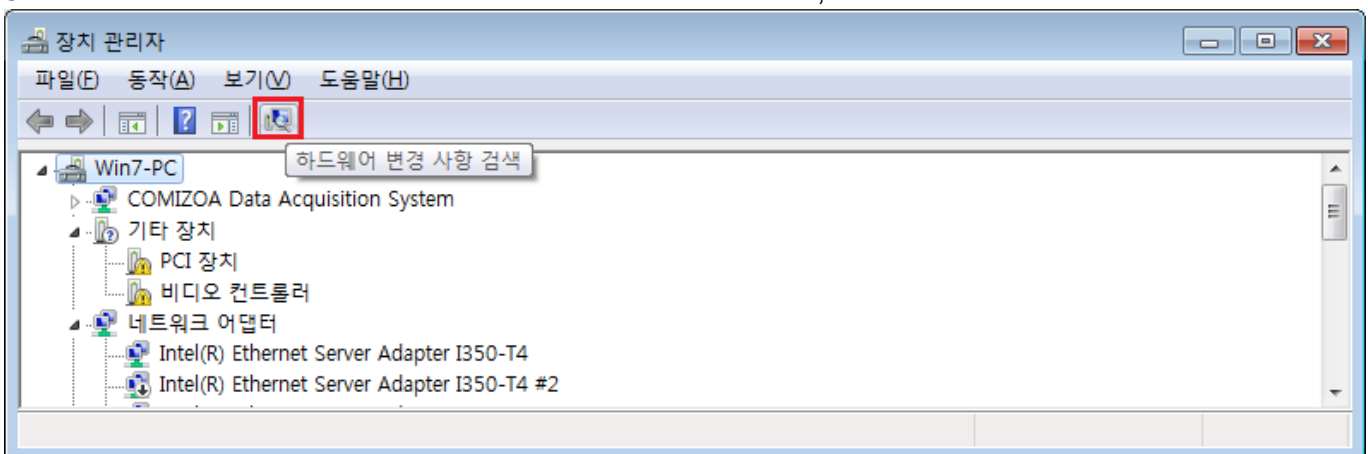 장치 관리자
파일(F) 동작(A) 보기(V) 도움말(H)
하드웨어 변경 사항 검색
Win7-PC
COMIZOA Data Acquisition System
기타 장치
PCI 장치
비디오 컨트롤러
네트워크 어댑터
Intel(R) Ethernet Server Adapter I350-T4
Intel(R) Ethernet Server Adapter I350-T4 #2